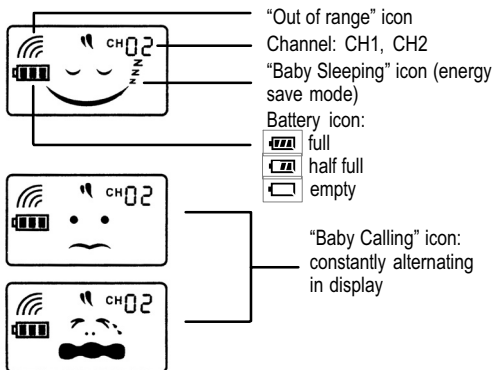 "Out of range" icon
CH02
Channel: CH1, CH2
zzz
"Baby Sleeping" icon (energy
save mode)
Battery icon:
full
half full
empty
CH02
"Baby Calling" icon:
constantly alternating
in display
CH02